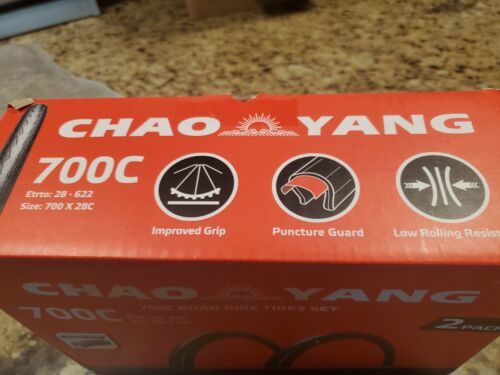 CHAO YANG
700C
Etrto: 28 - 622
Size: 700 X 28C
Improved Grip
Puncture Guard
Low Rolling Resist
CHAO YANG
700C ROAD BIKE TIRES SET
700C
2 PACK